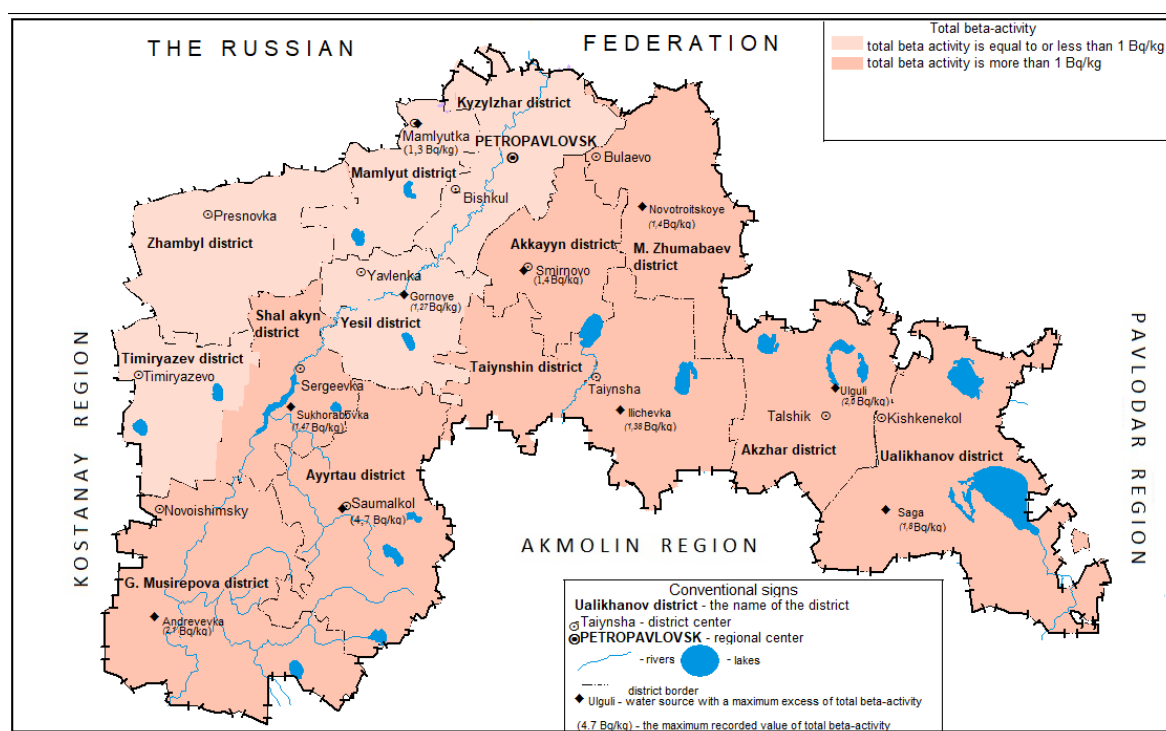 THE RUSSIAN
FEDERATION
Total beta-activity
total beta activity is equal to or less than 1 Bq/kg
total beta activity is more than 1 Bq/kg
Kyzylzhar district
Mamlyutka
(1,3 Bq/kg)
PETROPAVLOVSK
Bulaevo
Mamlyut district
Bishkul
Presnovka
Novotroitskoye
(1,4Bq/kg)
Zhambyl district
Akkayyn district
M. Zhumabaev
district
Yavlenka
Smirnovo
(1,4Bq/kg)
Gornoye
(1,27Bq/kg)
Shal akyn
district
Yesil district
Timiryazev district
Timiryazevo
Taiynshin district
Sergeevka
Taiynsha
Ulguli
Sukhorabovka
(1,47Bq/kg)
Ilichevka
(1,38 Bq/kg)
Talshik
Kishkenekol
Akzhar district
Ualikhanov district
Ayyrtau district
Saumalkol
(4,7 Bq/kg)
Novoishimsky
Saga
(1,8Bq/kg)
G. Musirepova district
Andrevevka
KOSTANAY REGION
PAVLODAR REGION
AKMOLIN REGION
Conventional signs
Ualikhanov district - the name of the district
Taiynsha - district center
PETROPAVLOVSK - regional center
- rivers
- lakes
district border
Ulguli - water source with a maximum excess of total beta-activity
(4.7 Bq/kg) - the maximum recorded value of total beta-activity